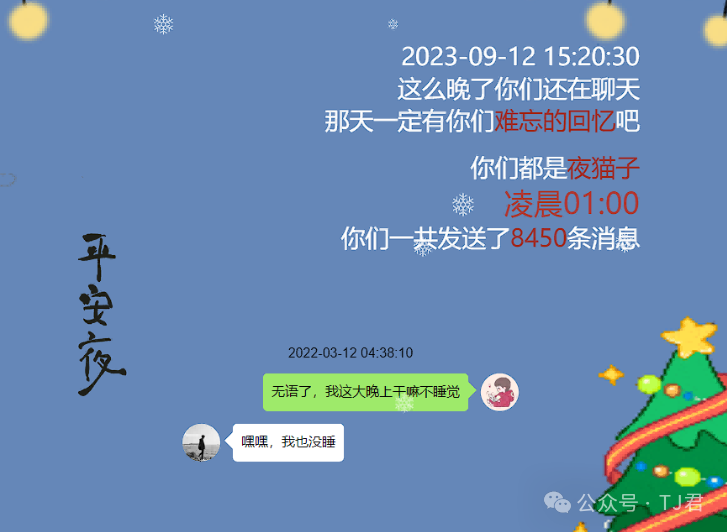 2023-09-12 15:20:30
这么晚了你们还在聊天
那天一定有你们难忘的回忆吧
你们都是夜猫子
凌晨01:00
你们一共发送了8450条消息
平安夜
2022-03-12 04:38:10
无语了，我这大晚上干嘛不睡觉
嘿嘿，我也没睡
公众号 · TJ君